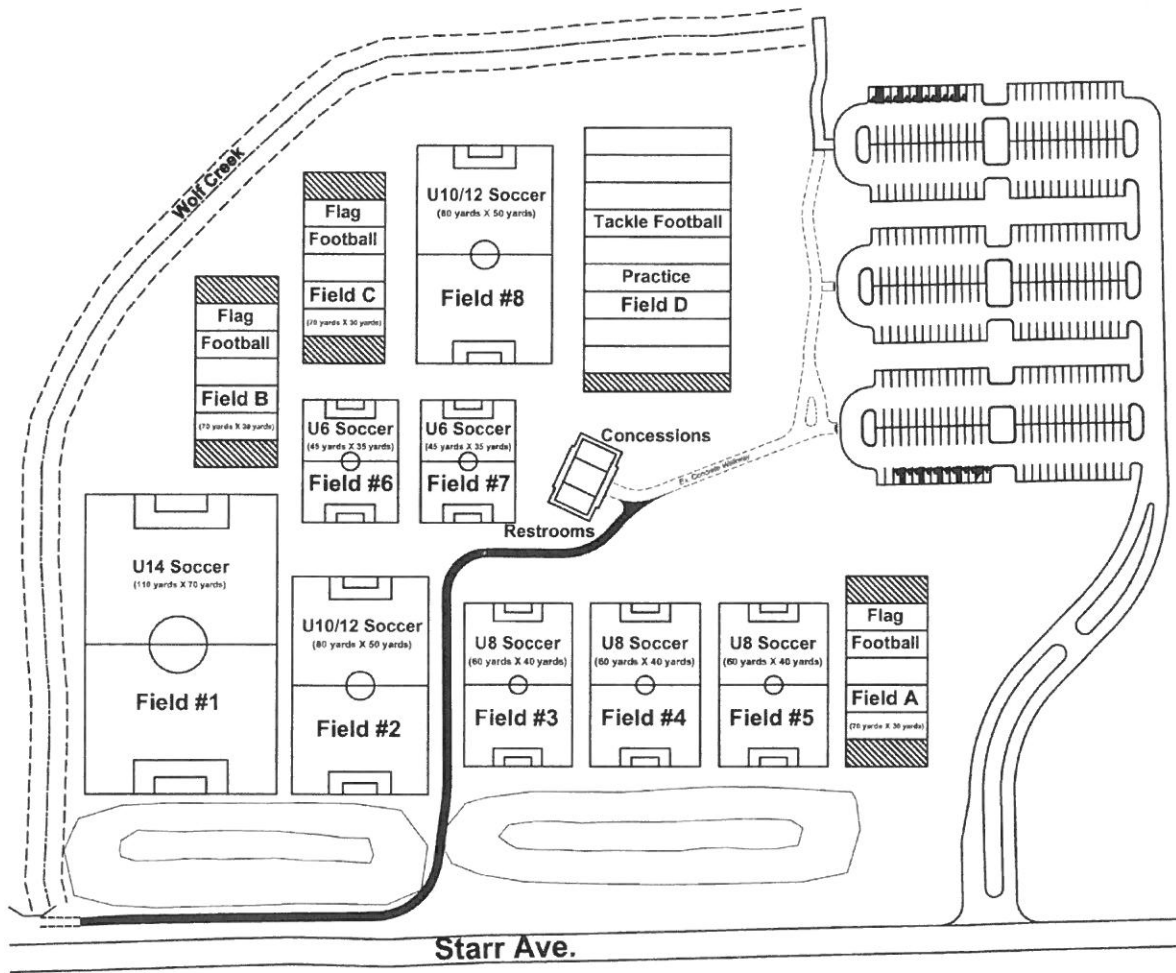 Wolf Creek
Flag
Football
Field C
(70 yards X 30 yards)
U10/12 Soccer
(80 yards X 50 yards)
Field #8
Tackle Football
Practice
Field D
Flag
Football
Field B
(70 yards X 30 yards)
U6 Soccer
(45 yards X 35 yards)
Field #6
U6 Soccer
(45 yards X 35 yards)
Field #7
Concessions
Restrooms
Ex. Concrete Walkway
U14 Soccer
(110 yards X 70 yards)
Field #1
U10/12 Soccer
(80 yards X 50 yards)
Field #2
U8 Soccer
(60 yards X 40 yards)
Field #3
U8 Soccer
(60 yards X 40 yards)
Field #4
U8 Soccer
(60 yards X 40 yards)
Field #5
Flag
Football
Field A
(70 yards X 30 yards)
Starr Ave.